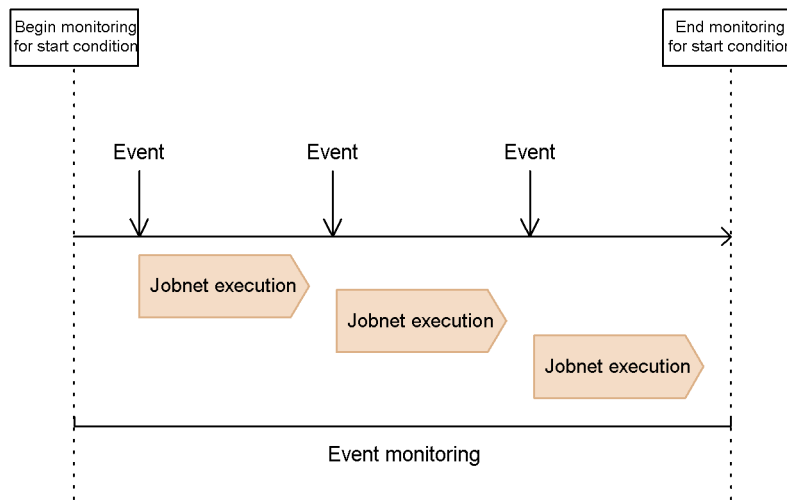 Begin monitoring
for start condition
End monitoring
for start condition
Event
Event
Event
Jobnet execution
Jobnet execution
Jobnet execution
Event monitoring